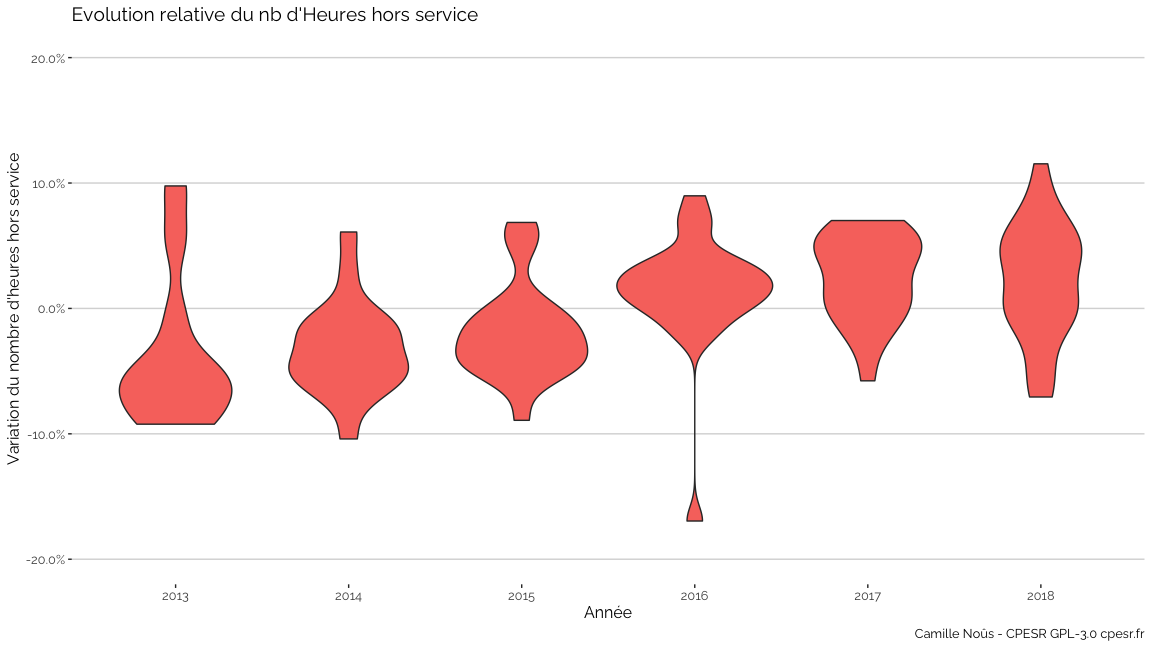 Evolution relative du nb d'Heures hors service
Variation du nombre d'heures hors service
20.0%
10.0%
0.0%
-10.0%
-20.0%
2013 2014 2015 2016 2017 2018
Année
Camille Noûs - CPESR GPL-3.0 cpesr.fr